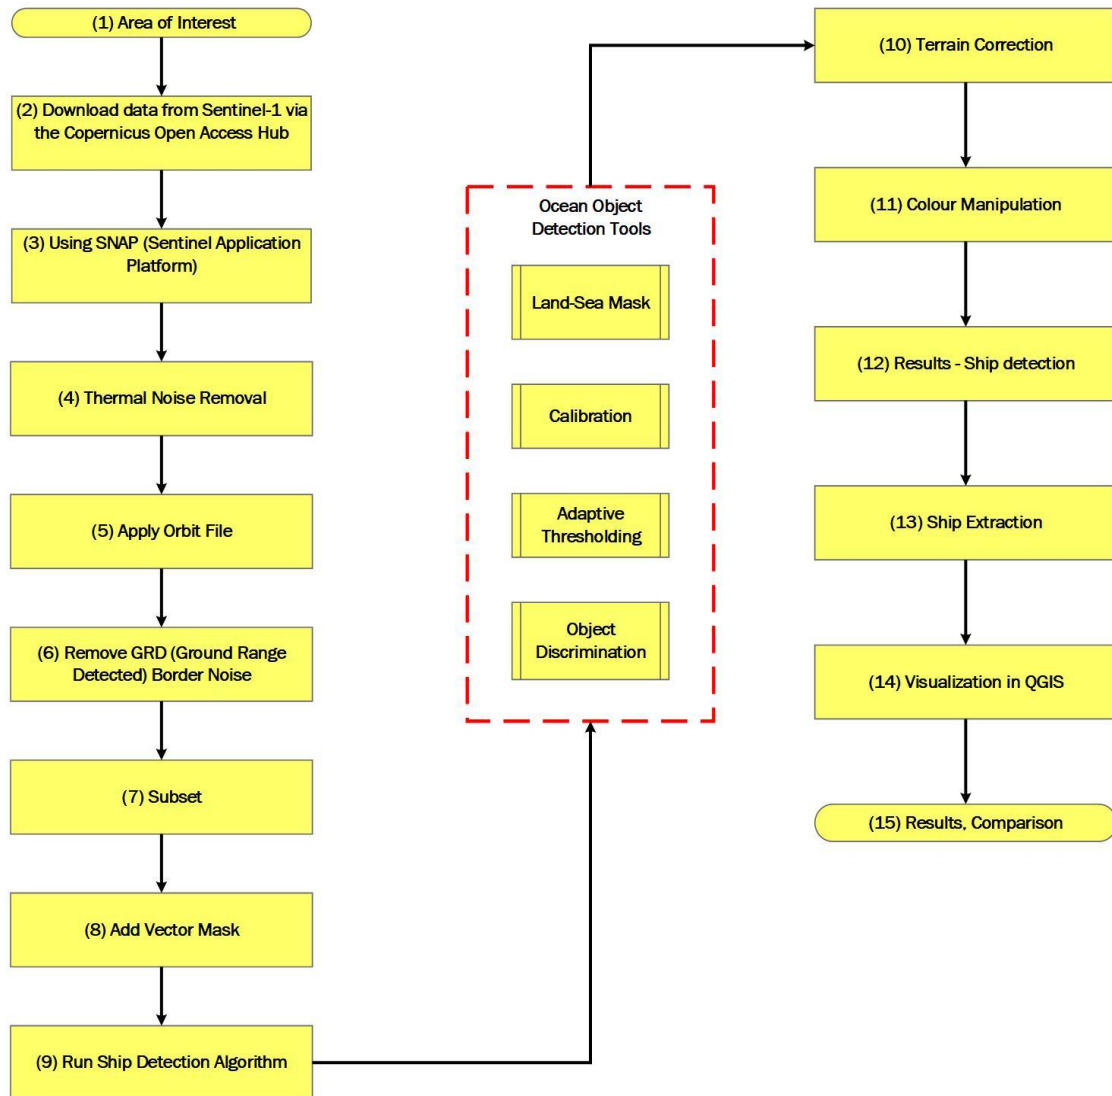 (1) Area of Interest
(2) Download data from Sentinel-1 via
the Copernicus Open Access Hub
(3) Using SNAP (Sentinel Application
Platform)
(4) Thermal Noise Removal
(5) Apply Orbit File
(6) Remove GRD (Ground Range
Detected) Border Noise
(7) Subset
(8) Add Vector Mask
(9) Run Ship Detection Algorithm
Ocean Object
Detection Tools
Land-Sea Mask
Calibration
Adaptive
Thresholding
Object
Discrimination
(10) Terrain Correction
(11) Colour Manipulation
(12) Results - Ship detection
(13) Ship Extraction
(14) Visualization in QGIS
(15) Results, Comparison